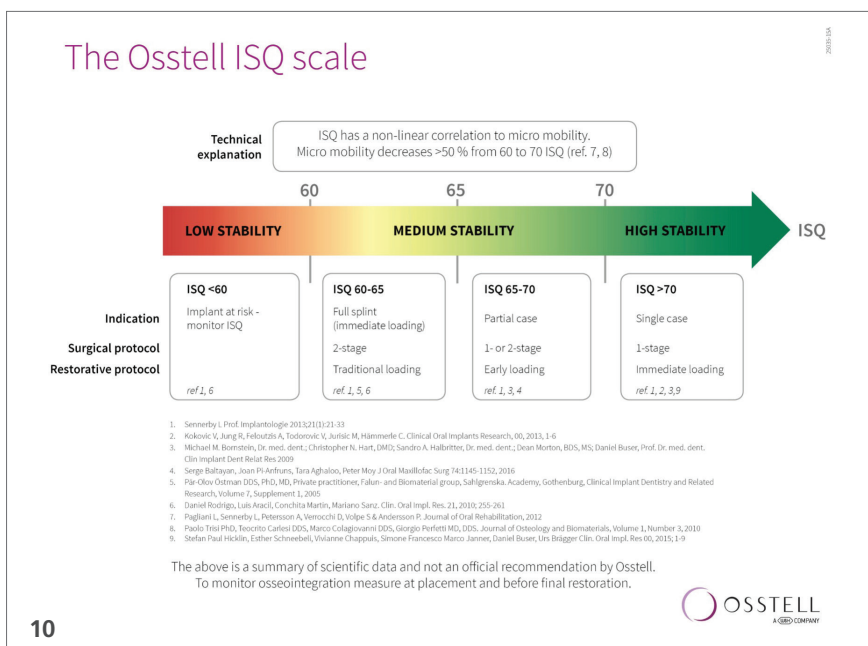 The Osstell ISQ scale
25035-ESA
Technical
explanation
ISQ has a non-linear correlation to micro mobility.
Micro mobility decreases >50 % from 60 to 70 ISQ (ref. 7, 8)
60 65 70
LOW STABILITY MEDIUM STABILITY HIGH STABILITY ISQ
ISQ <60 ISQ 60-65 ISQ 65-70 ISQ >70
Indication Implant at risk - Full splint Partial case Single case
monitor ISQ (immediate loading)
Surgical protocol 2-stage 1- or 2-stage 1-stage
Restorative protocol Traditional loading Early loading Immediate loading
ref 1, 6 ref. 1, 5, 6 ref. 1, 3, 4 ref. 1, 2, 3,9
1. Sennerby L Prof. Implantologie 2013;21(1):21-33
2. Kokovic V, Jung R, Feloutzis A, Todorovic V, Jurisic M, Hämmerle C. Clinical Oral Implants Research, 00, 2013, 1-6
3. Michael M. Bornstein, Dr. med. dent.; Christopher N. Hart, DMD; Sandro A. Halbritter, Dr. med. dent.; Dean Morton, BDS, MS; Daniel Buser, Prof. Dr. med. dent.
Clin Implant Dent Relat Res 2009
4. Serge Baltayan, Joan Pi-Anfruns, Tara Aghaloo, Peter Moy J Oral Maxillofac Surg 74:1145-1152, 2016
5. Pär-Olov Östman DDS, PhD, MD, Private practitioner, Falun- and Biomaterial group, Sahlgrenska. Academy, Gothenburg, Clinical Implant Dentistry and Related
Research, Volume 7, Supplement 1, 2005
6. Daniel Rodrigo, Luis Aracil, Conchita Martin, Mariano Sanz. Clin. Oral Impl. Res. 21, 2010; 255-261
7. Pagliani L, Sennerby L, Petersson A, Verrocchi D, Volpe S & Andersson P. Journal of Oral Rehabilitation, 2012
8. Paolo Trisi PhD, Teocrito Carlesi DDS, Marco Colagiovanni DDS, Giorgio Perfetti MD, DDS. Journal of Osteology and Biomaterials, Volume 1, Number 3, 2010
9. Stefan Paul Hicklin, Esther Schneebeli, Vivianne Chappuis, Simone Francesco Marco Janner, Daniel Buser, Urs Brägger Clin. Oral Impl. Res 00, 2015; 1-9
The above is a summary of scientific data and not an official recommendation by Osstell.
To monitor osseointegration measure at placement and before final restoration.
OSSTELL
A W&H COMPANY
10